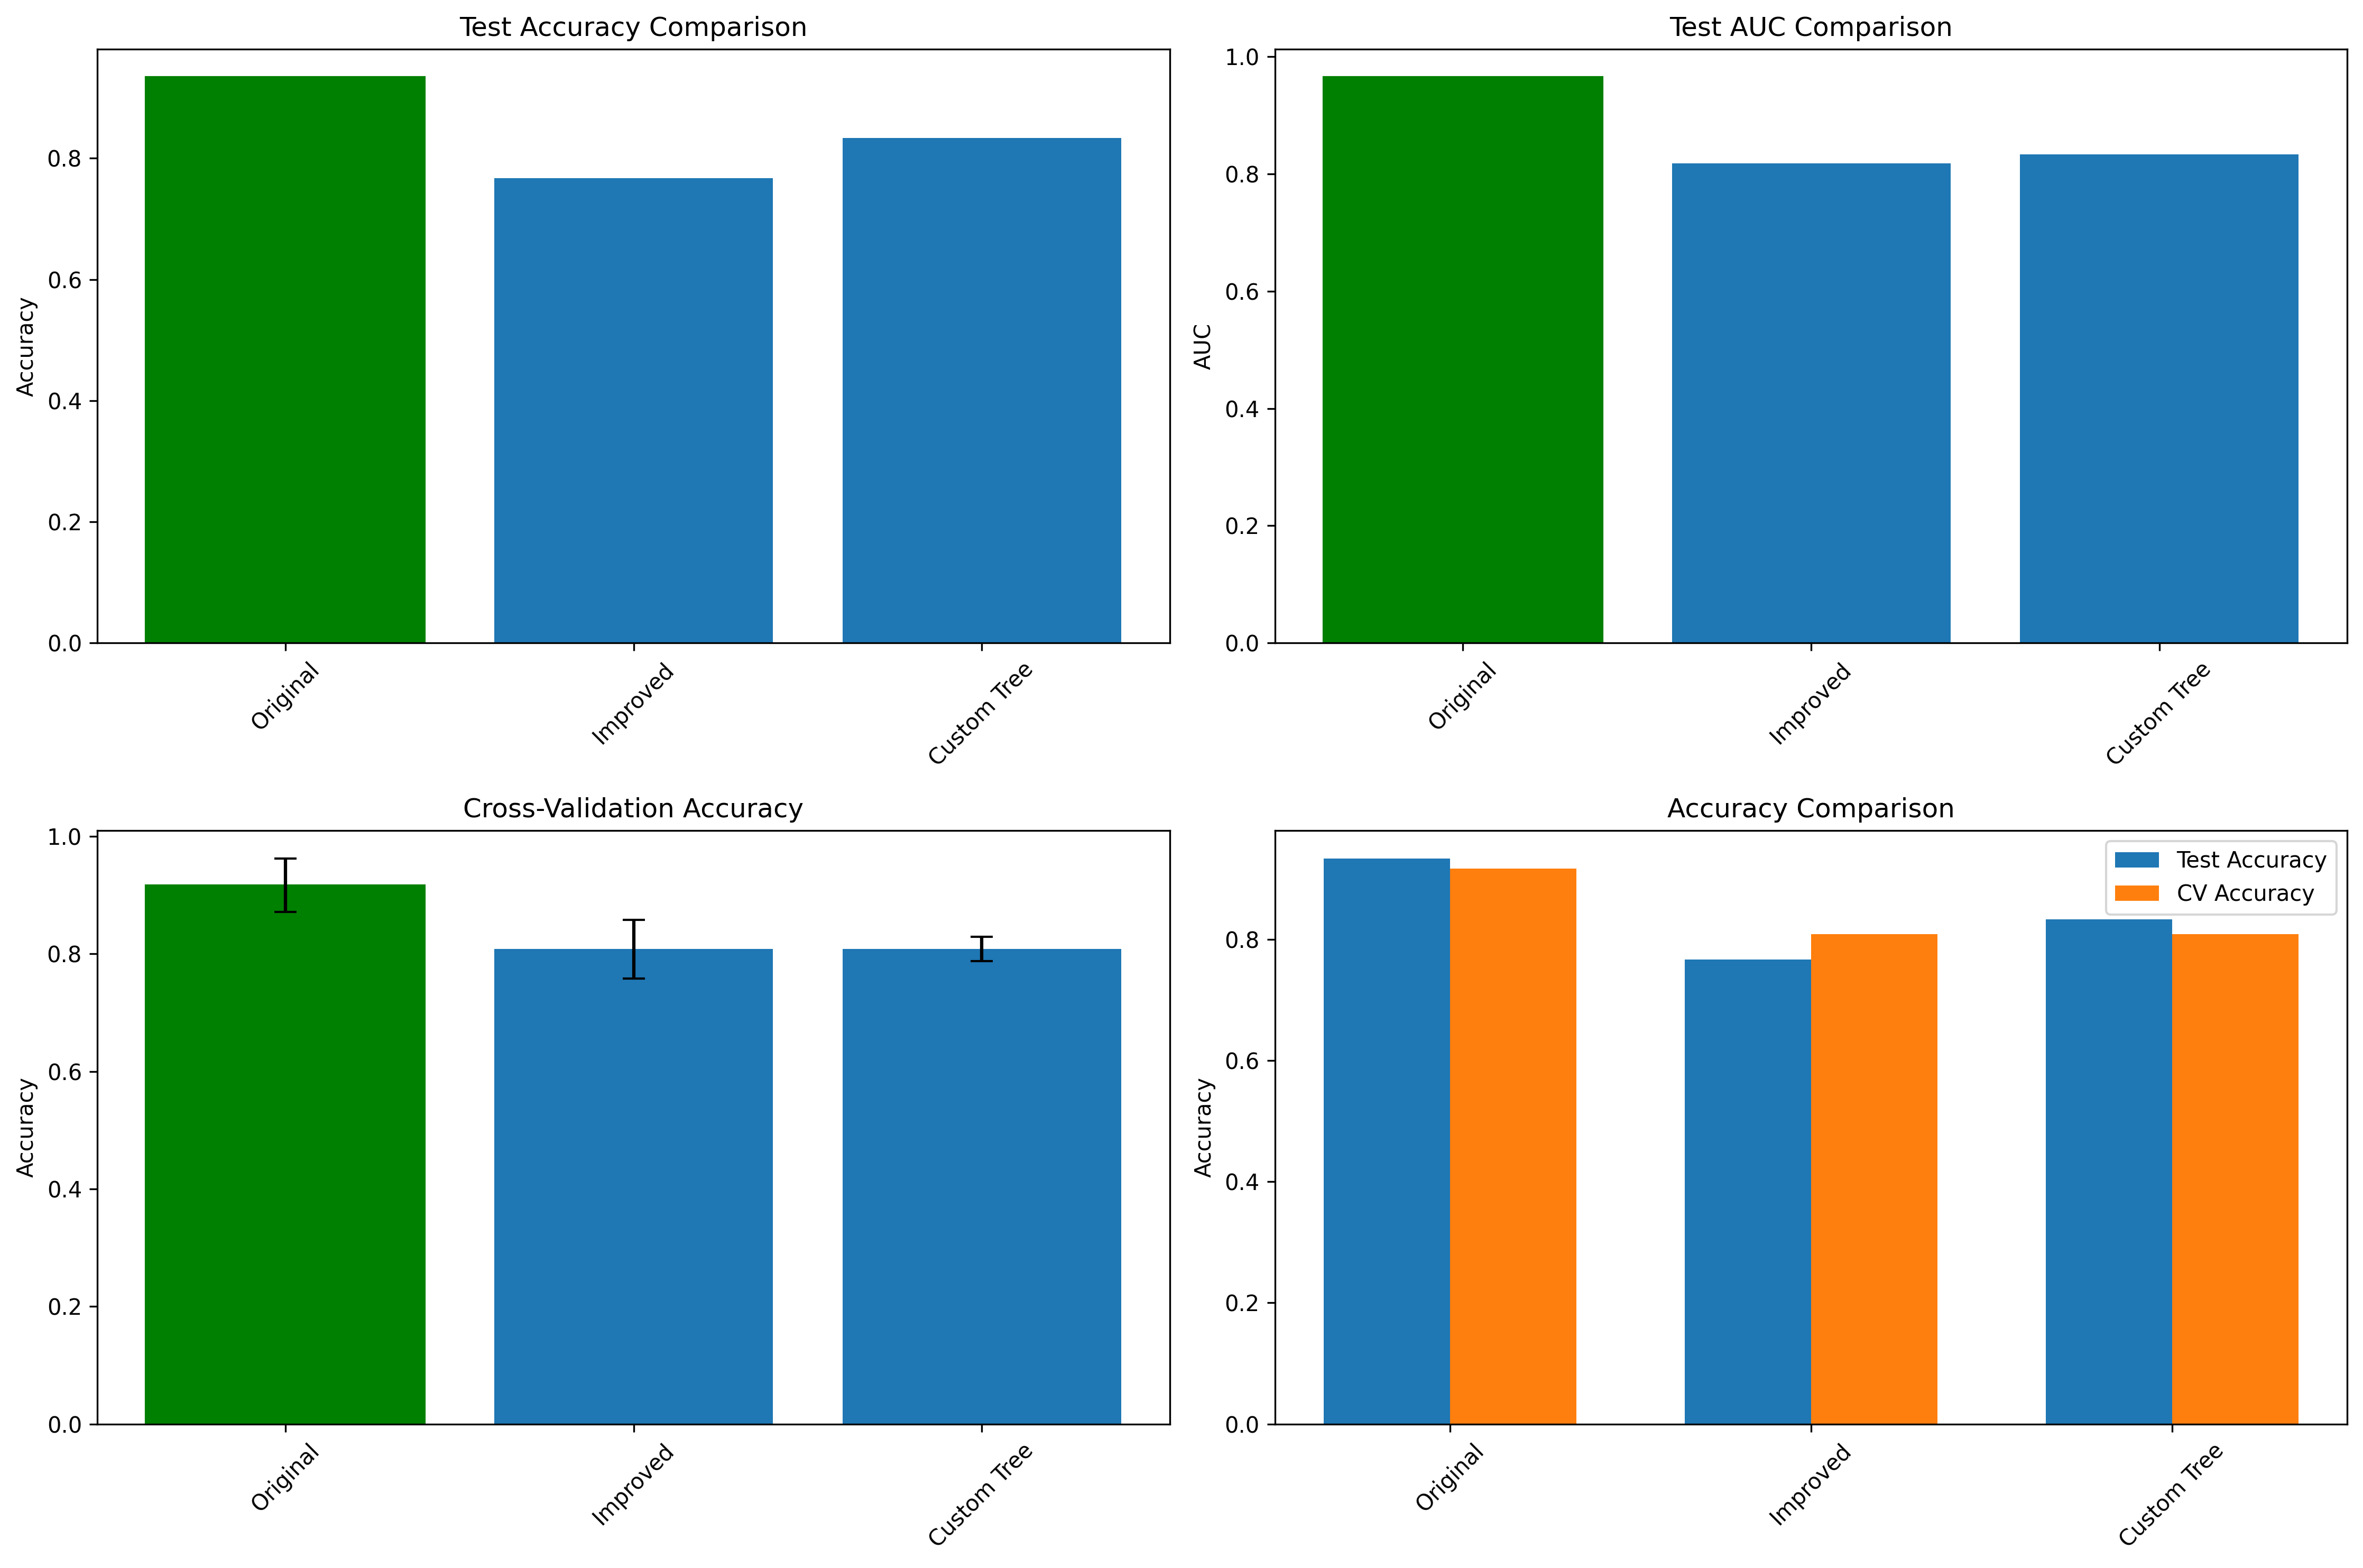 Test Accuracy Comparison
Accuracy
0.8
0.6
0.4
0.2
0.0
Original
Improved
Custom Tree
Test AUC Comparison
AUC
1.0
0.8
0.6
0.4
0.2
0.0
Original
Improved
Custom Tree
Cross-Validation Accuracy
Accuracy
1.0
0.8
0.6
0.4
0.2
0.0
Original
Improved
Custom Tree
Accuracy Comparison
Accuracy
0.8
0.6
0.4
0.2
0.0
Test Accuracy
CV Accuracy
Original
Improved
Custom Tree